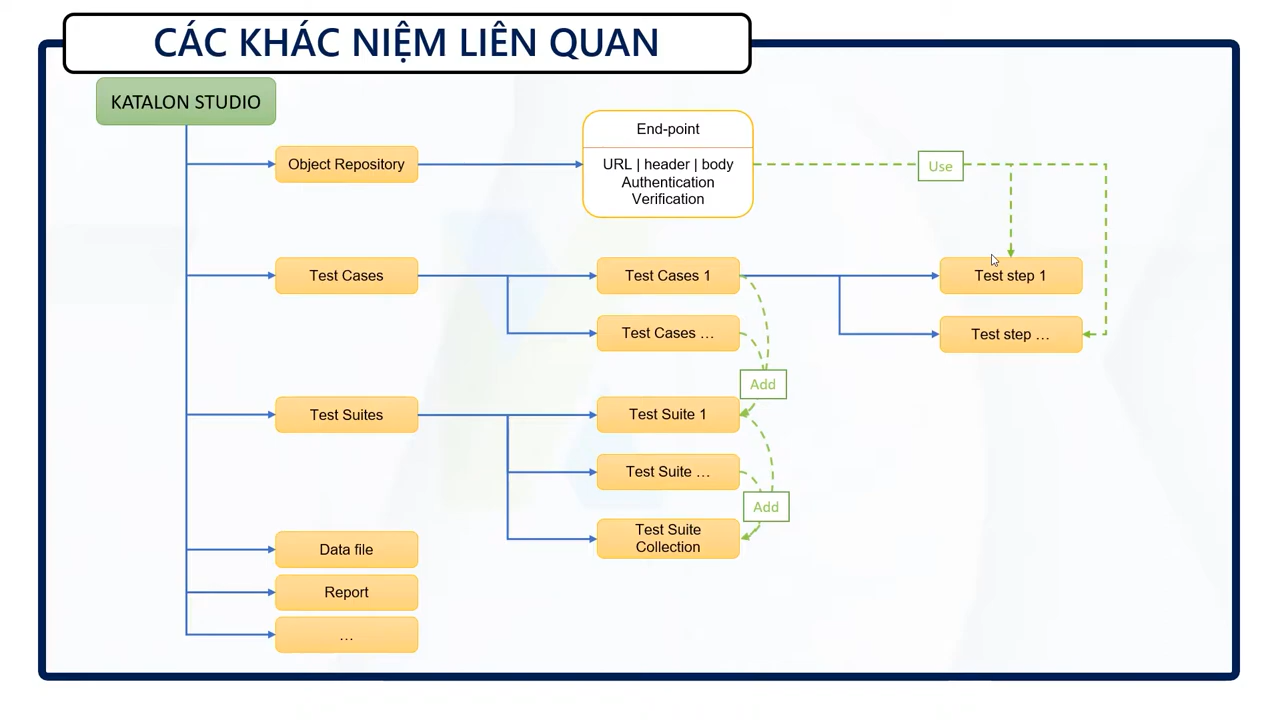 CÁC KHÁC NIỆM LIÊN QUAN
KATALON STUDIO
Object Repository
End-point
URL | header | body
Authentication
Verification
Use
Test Cases
Test Cases 1
Test step 1
Test Cases ...
Test step ...
Add
Test Suites
Test Suite 1
Test Suite ...
Add
Test Suite
Collection
Data file
Report
...